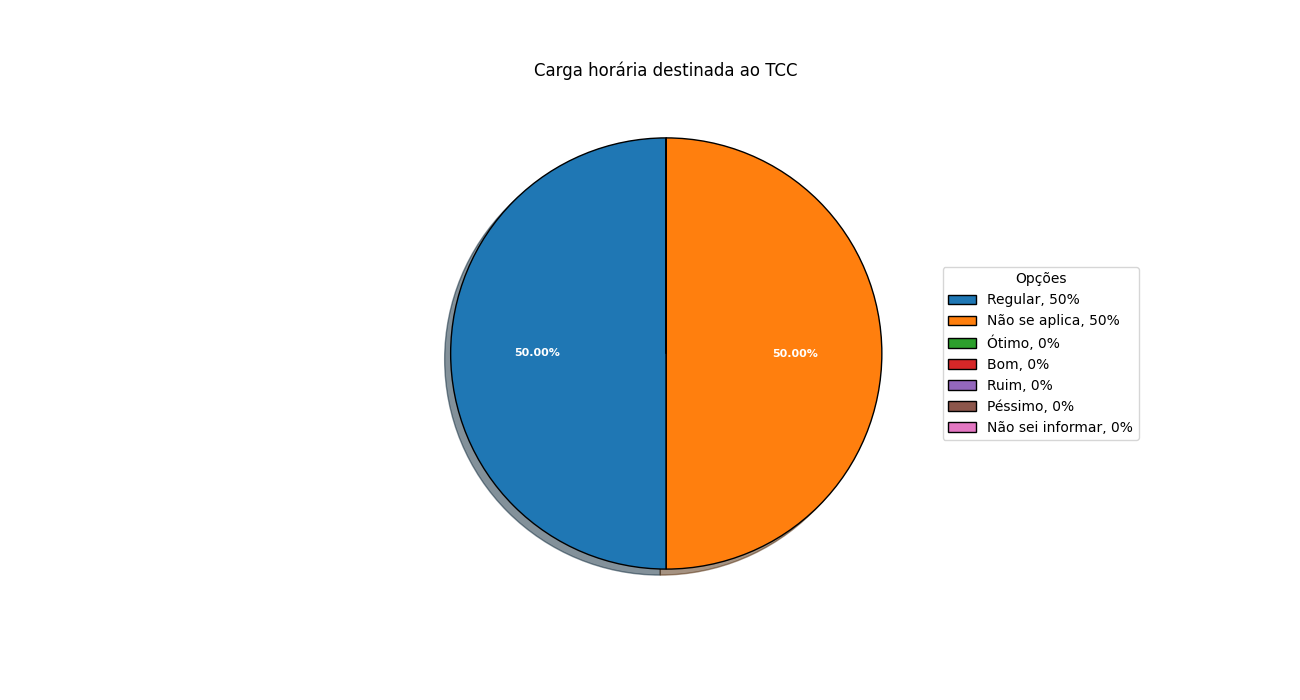 Carga horária destinada ao TCC
50.00%
50.00%
Opções
Regular, 50%
Não se aplica, 50%
Ótimo, 0%
Bom, 0%
Ruim, 0%
Péssimo, 0%
Não sei informar, 0%